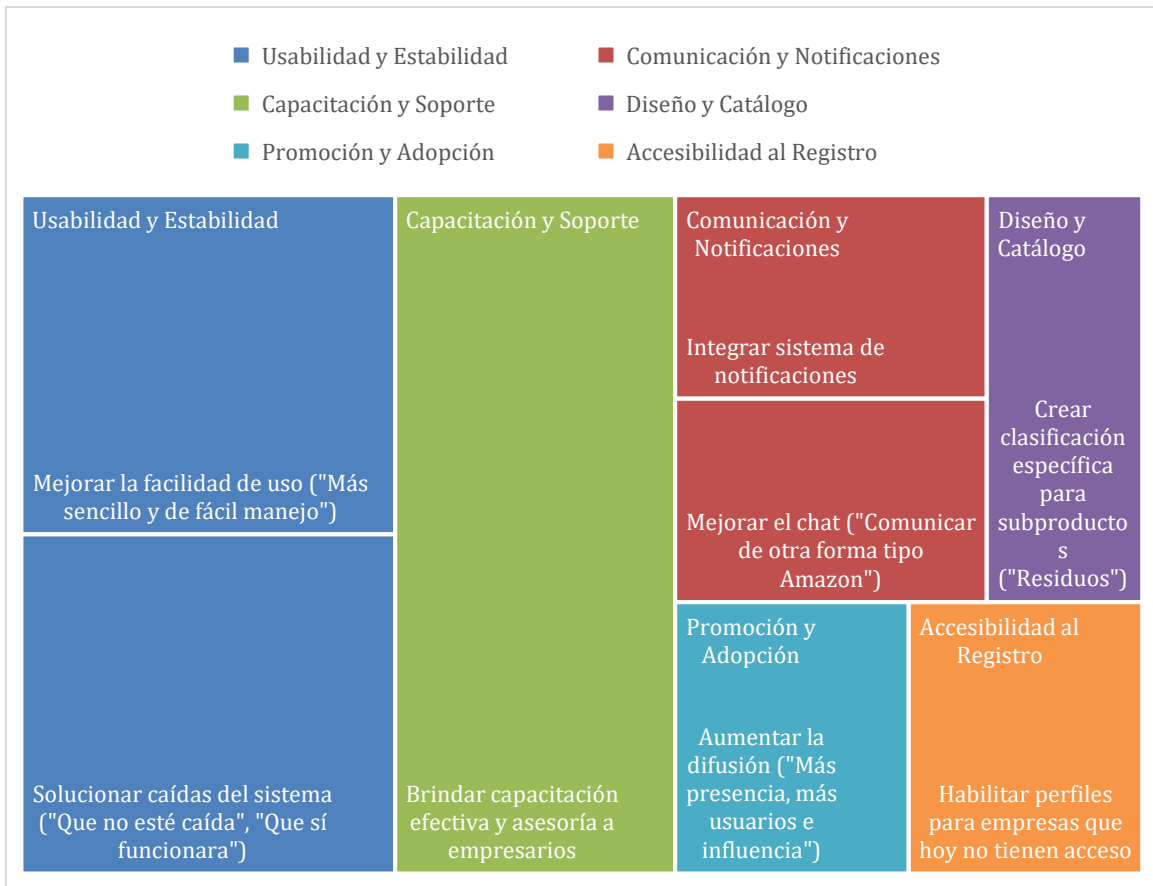 Usabilidad y Estabilidad
Comunicación y Notificaciones
Capacitación y Soporte
Diseño y Catálogo
Promoción y Adopción
Accesibilidad al Registro
Usabilidad y Estabilidad
Mejorar la facilidad de uso ("Más
sencillo y de fácil manejo")
Solucionar caídas del sistema
("Que no esté caída", "Que sí
funcionara")
Capacitación y Soporte
Brindar capacitación
efectiva y asesoría a
empresarios
Comunicación y
Notificaciones
Integrar sistema de
notificaciones
Mejorar el chat ("Comunicar
de otra forma tipo
Amazon")
Diseño y
Catálogo
Crear
clasificación
específica
para
subproducto
s
("Residuos")
Promoción y
Adopción
Aumentar la
difusión ("Más
presencia, más
usuarios e
influencia")
Accesibilidad al
Registro
Habilitar perfiles
para empresas que
hoy no tienen acceso